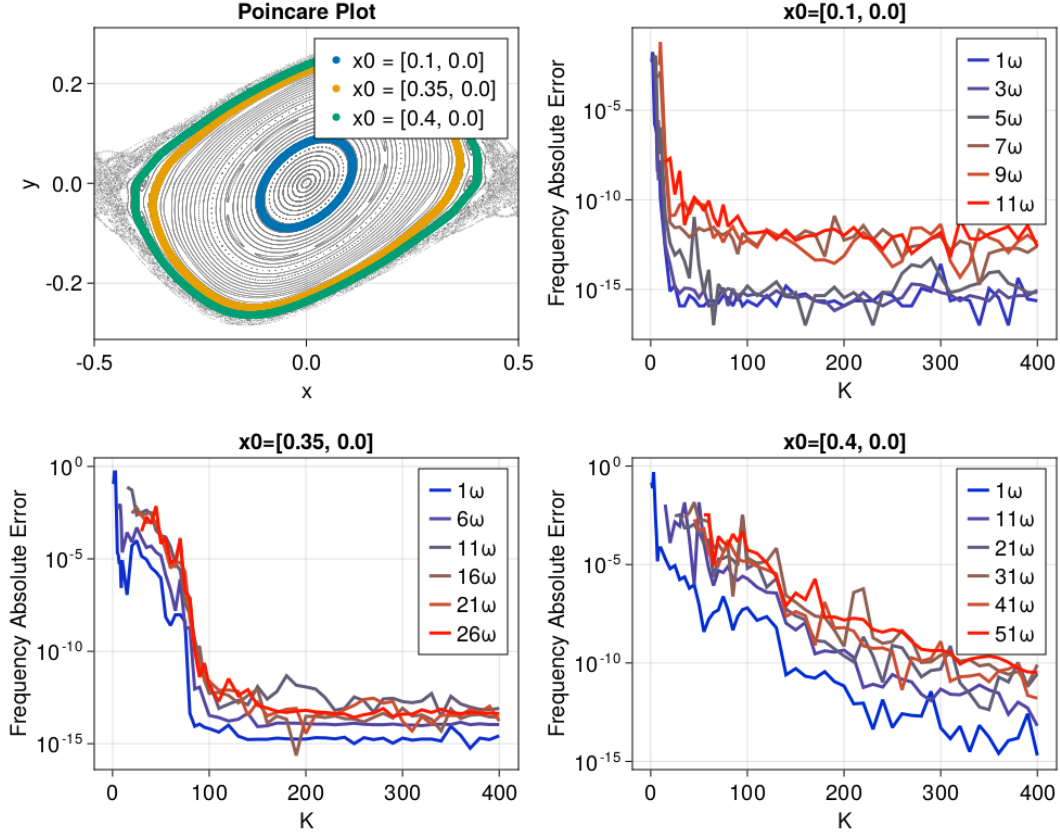 Poincare Plot
x0 = [0.1, 0.0]
x0 = [0.35, 0.0]
x0 = [0.4, 0.0]
0.2
0.0
-0.2
y
-0.5
0.0
0.5
x
x0=[0.1, 0.0]
1ω
3ω
5ω
7ω
9ω
11ω
10⁻⁵
10⁻¹⁰
10⁻¹⁵
Frequency Absolute Error
0
100
200
300
400
K
x0=[0.35, 0.0]
1ω
6ω
11ω
16ω
21ω
26ω
10⁰
10⁻⁵
10⁻¹⁰
10⁻¹⁵
Frequency Absolute Error
0
100
200
300
400
K
x0=[0.4, 0.0]
1ω
11ω
21ω
31ω
41ω
51ω
10⁰
10⁻⁵
10⁻¹⁰
10⁻¹⁵
Frequency Absolute Error
0
100
200
300
400
K